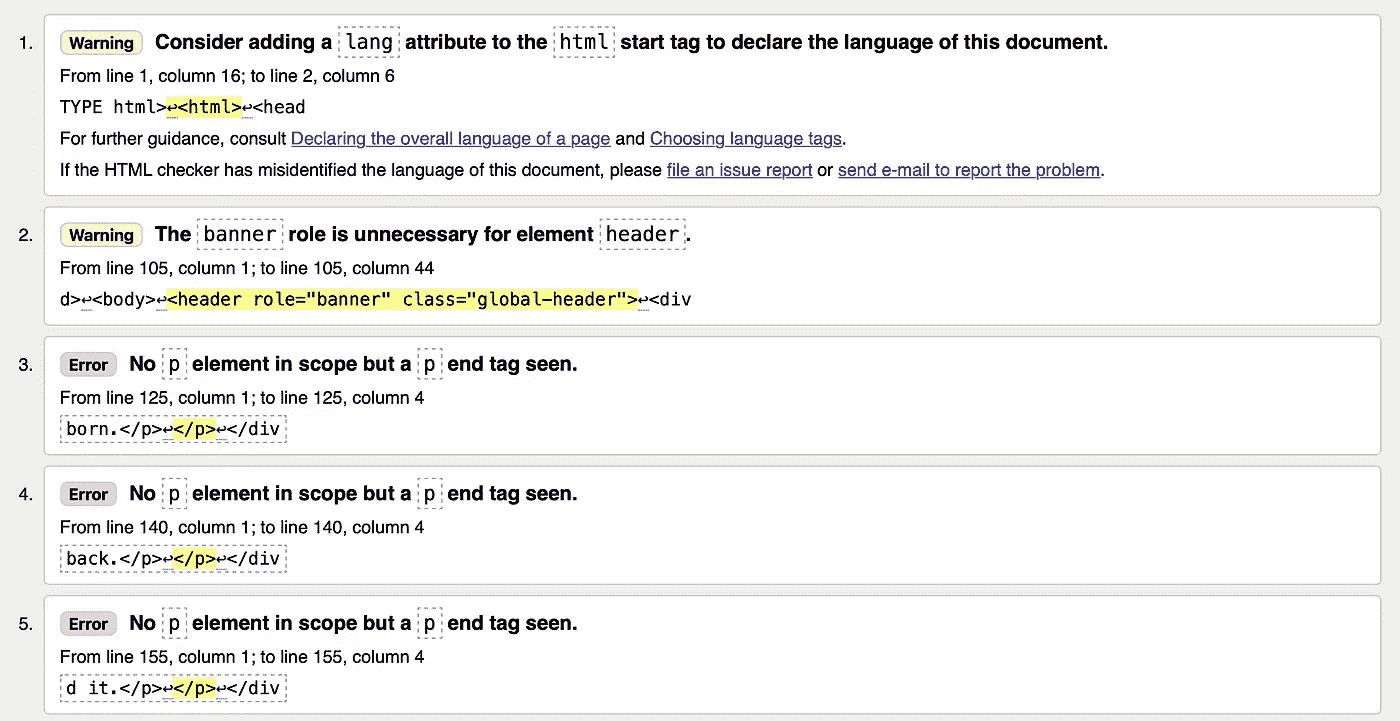 1. Warning Consider adding a lang attribute to the html start tag to declare the language of this document.
From line 1, column 16; to line 2, column 6
TYPE html>↩<html>↩<head
For further guidance, consult Declaring the overall language of a page and Choosing language tags.
If the HTML checker has misidentified the language of this document, please file an issue report or send e-mail to report the problem.
2. Warning The banner role is unnecessary for element header.
From line 105, column 1; to line 105, column 44
d>↩<body>↩<header role="banner" class="global-header">↩<div
3. Error No p element in scope but a p end tag seen.
From line 125, column 1; to line 125, column 4
born.</p>↩</p>↩</div
4. Error No p element in scope but a p end tag seen.
From line 140, column 1; to line 140, column 4
back.</p>↩</p>↩</div
5. Error No p element in scope but a p end tag seen.
From line 155, column 1; to line 155, column 4
d it.</p>↩</p>↩</div